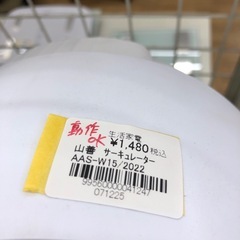 動作OK
生活家電
¥1,480税込
山善 サーキュレーター
AAS-W15/2022
99560000041247
071225